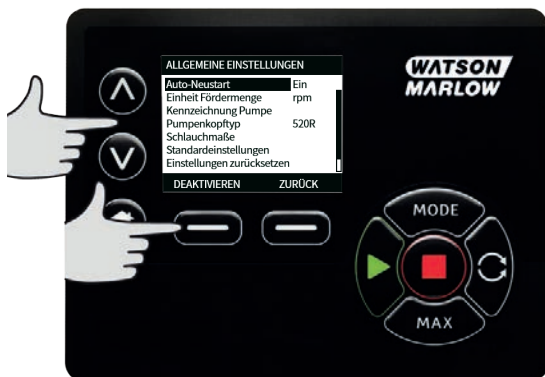 ALLGEMEINE EINSTELLUNGEN
Auto-Neustart Ein
Einheit Fördermenge rpm
Kennzeichnung Pumpe
Pumpenkopftyp 520R
Schlauchmaße
Standardeinstellungen
Einstellungen zurücksetzen
DEAKTIVIEREN ZURÜCK
WATSON
MARLOW
MODE
MAX